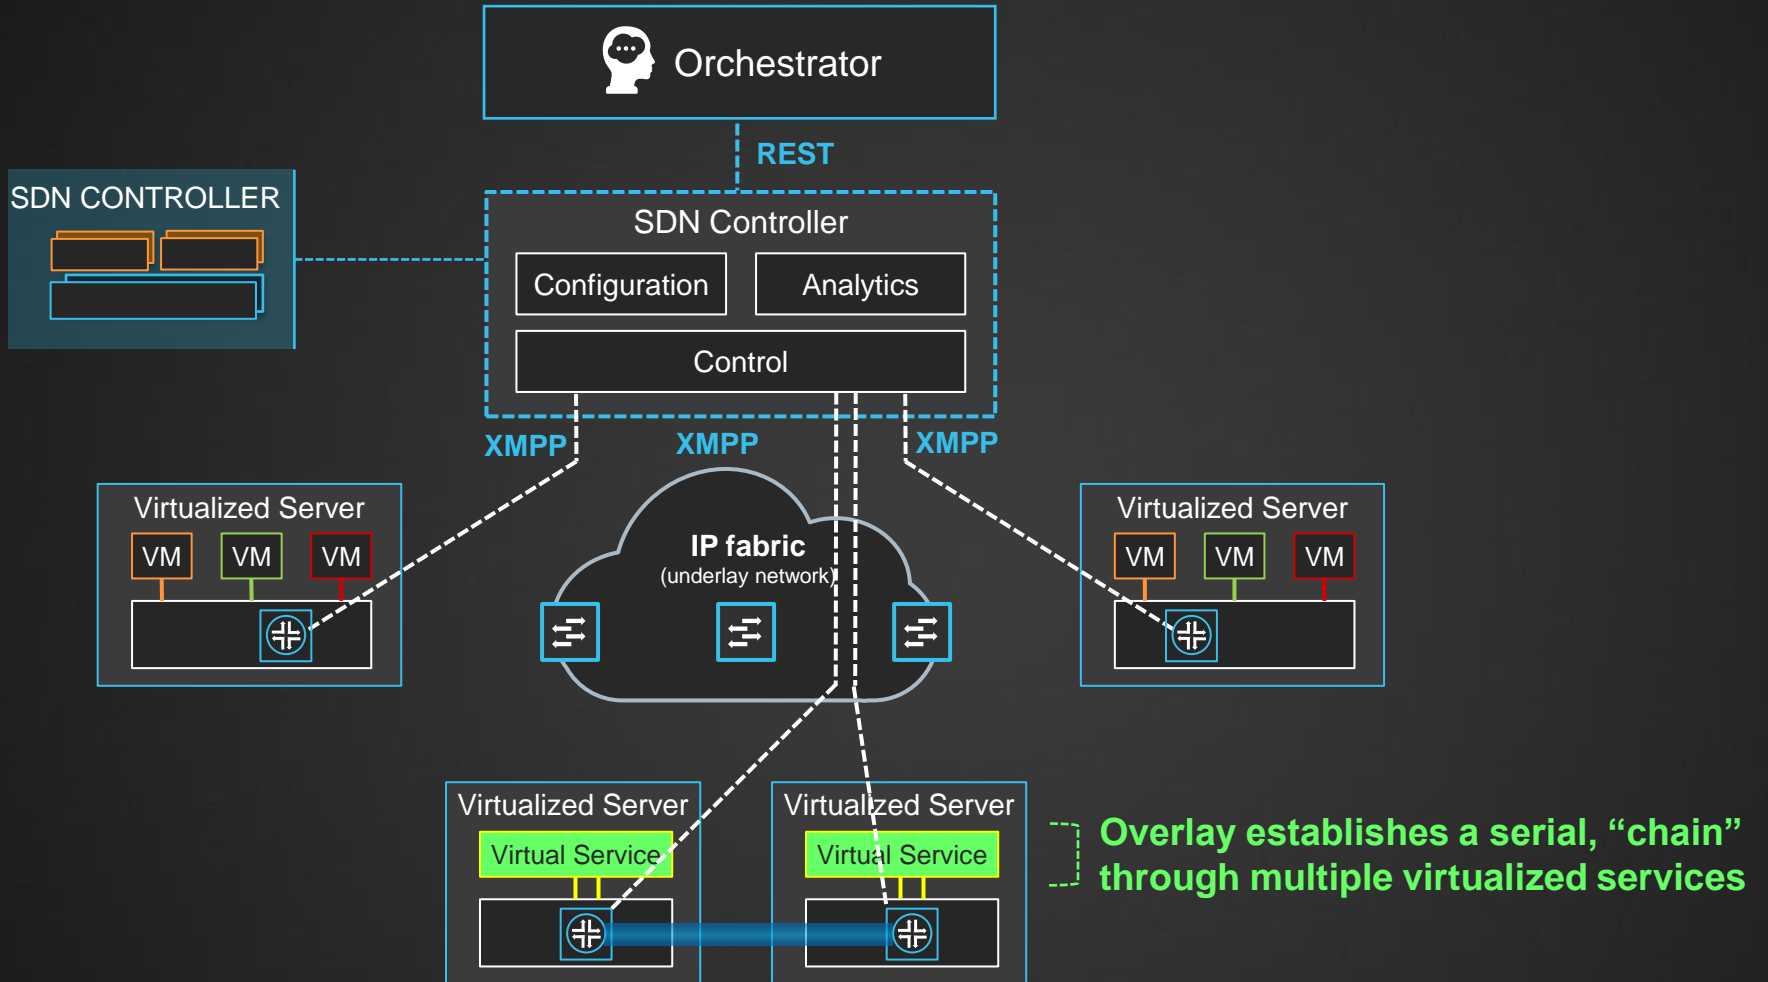 Orchestrator
REST
SDN CONTROLLER
SDN Controller
Configuration
Analytics
Control
XMPP
XMPP
XMPP
Virtualized Server
VM
VM
VM
IP fabric
(underlay network)
Virtualized Server
VM
VM
VM
Virtualized Server
Virtual Service
Virtualized Server
Virtual Service
Overlay establishes a serial, “chain”
through multiple virtualized services